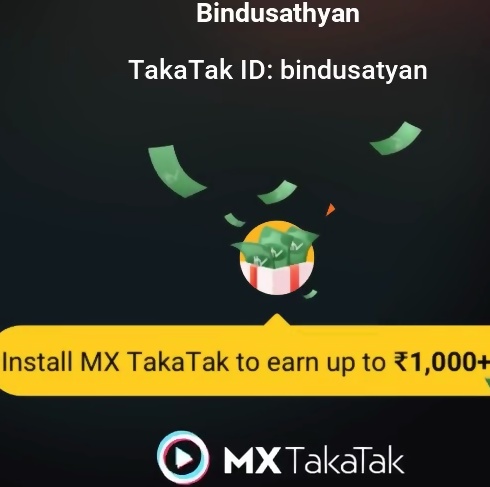 Bindusathyan
TakaTak ID: bindusatyan
Install MX TakaTak to earn up to ₹1,000+
MX TakaTak